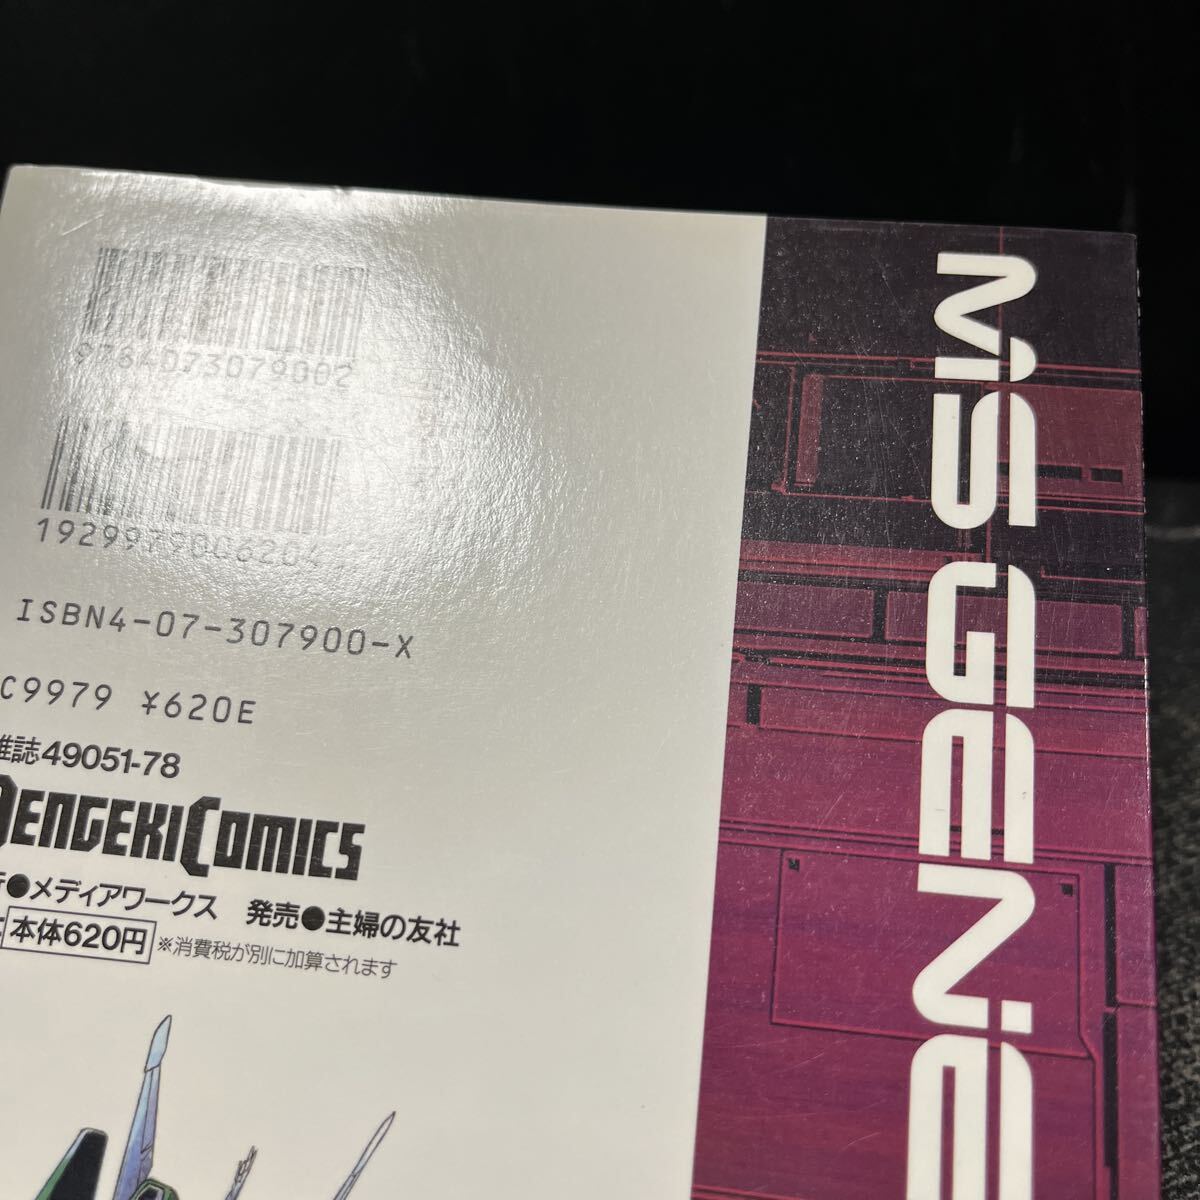 9784073079002
1929979006204
ISBN4-07-307900-X
C9979 ¥620E
雑誌49051-78
DENGEKI COMICS
行●メディアワークス 発売●主婦の友社
本体620円 ※消費税が別に加算されます
MS GENE